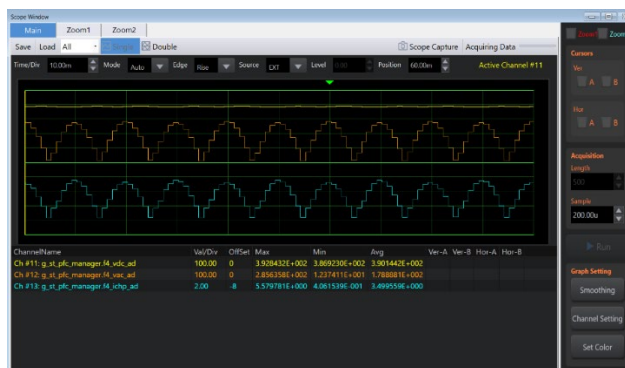 Scope Window
Main Zoom1 Zoom2
Save Load All Simple Double Scope Capture Acquiring Data
Time/Div 10.00m Mode Auto Edge Rise Source EXT Level 0.00 Position 60.00m Active Channel #11
ChannelName Val/Div OffSet Max Min Avg Ver-A Ver-B Hor-A Hor-B
Ch #11: g_st_pfc_manager.f4_vdc_ad 100.00 0 3.928432E+002 3.869230E+002 3.901442E+002
Ch #12: g_st_pfc_manager.f4_vac_ad 100.00 0 2.856358E+002 1.237411E+001 1.788081E+002
Ch #13: g_st_pfc_manager.f4_ichp_ad 2.00 -8 5.579781E+000 4.061539E-001 3.499559E+000
Zoom1 Zoom
Cursors
Ver
A B
Hor
A B
Acquisition
Length
500
Sample
200.00u
Run
Graph Setting
Smoothing
Channel Setting
Set Color